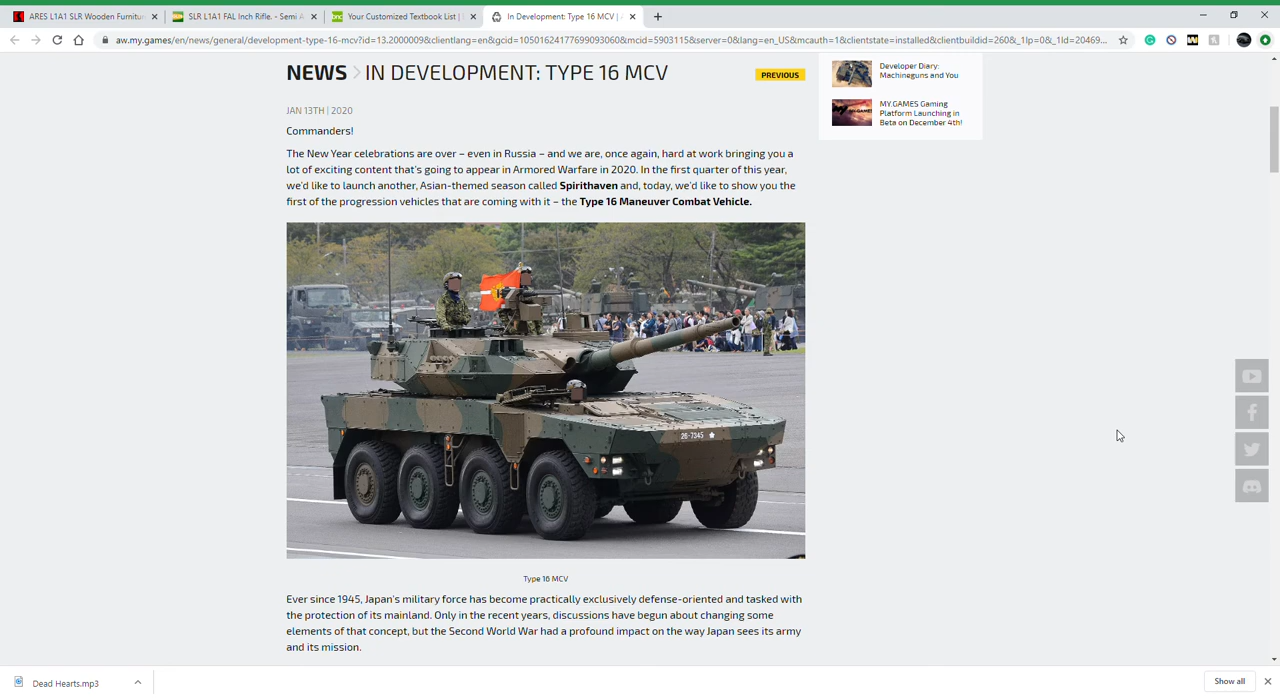 ARES L1A1 SLR Wooden Furnitur
SLR L1A1 FAL Inch Rifle. - Semi A
Your Customized Textbook List |
In Development: Type 16 MCV |
aw.my.games/en/news/general/development-type-16-mcv?id=13.2000009&clientlang=en&gcid=10501624177699093060&mcid=5903115&server=0&lang=en_US&mcauth=1&clientstate=installed&clientbuildid=260&_1lp=0&_1ld=20469...
NEWS > IN DEVELOPMENT: TYPE 16 MCV
PREVIOUS
Developer Diary:
Machineguns and You
MY.GAMES Gaming
Platform Launching in
Beta on December 4th!
JAN 13TH | 2020
Commanders!
The New Year celebrations are over – even in Russia – and we are, once again, hard at work bringing you a
lot of exciting content that's going to appear in Armored Warfare in 2020. In the first quarter of this year,
we'd like to launch another, Asian-themed season called Spirithaven and, today, we'd like to show you the
first of the progression vehicles that are coming with it – the Type 16 Maneuver Combat Vehicle.
26-7345
Type 16 MCV
Ever since 1945, Japan's military force has become practically exclusively defense-oriented and tasked with
the protection of its mainland. Only in the recent years, discussions have begun about changing some
elements of that concept, but the Second World War had a profound impact on the way Japan sees its army
and its mission.
Dead Hearts.mp3
Show all